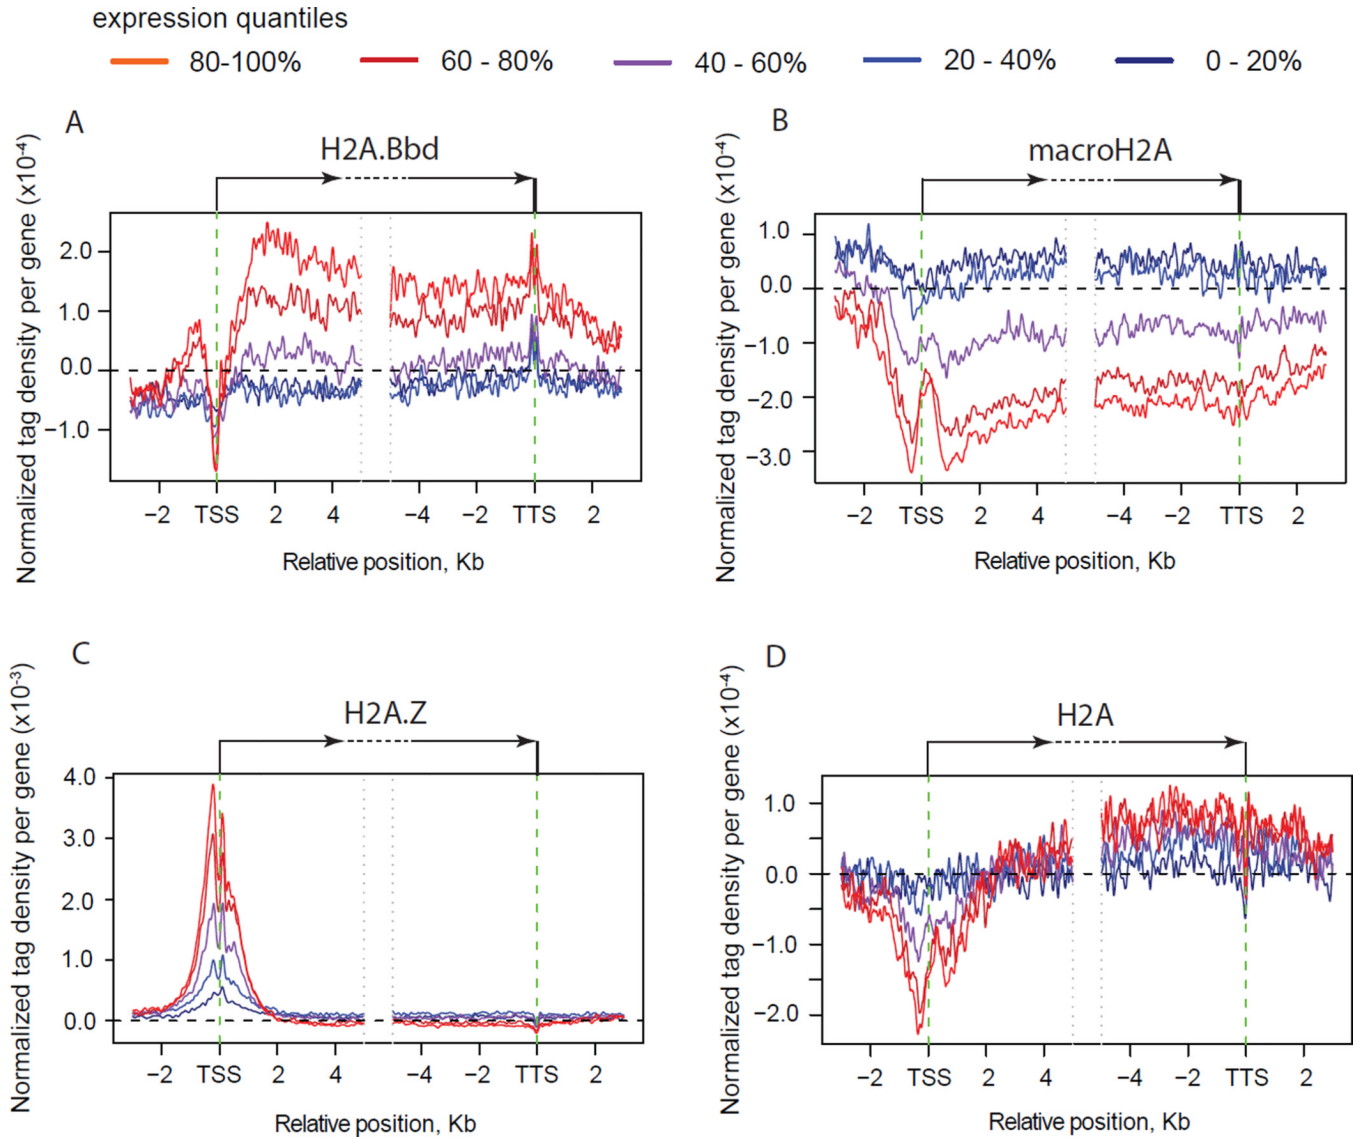 expression quantiles
80-100% 60 - 80% 40 - 60% 20 - 40% 0 - 20%
A
H2A.Bbd
Normalized tag density per gene (x10⁻⁴)
2.0
1.0
0.0
−1.0
−2 TSS 2 4 −4 −2 TTS 2
Relative position, Kb
B
macroH2A
Normalized tag density per gene (x10⁻⁴)
1.0
0.0
−1.0
−2.0
−3.0
−2 TSS 2 4 −4 −2 TTS 2
Relative position, Kb
C
H2A.Z
Normalized tag density per gene (x10⁻³)
4.0
3.0
2.0
1.0
0.0
−2 TSS 2 4 −4 −2 TTS 2
Relative position, Kb
D
H2A
Normalized tag density per gene (x10⁻⁴)
1.0
0.0
−1.0
−2.0
−2 TSS 2 4 −4 −2 TTS 2
Relative position, Kb